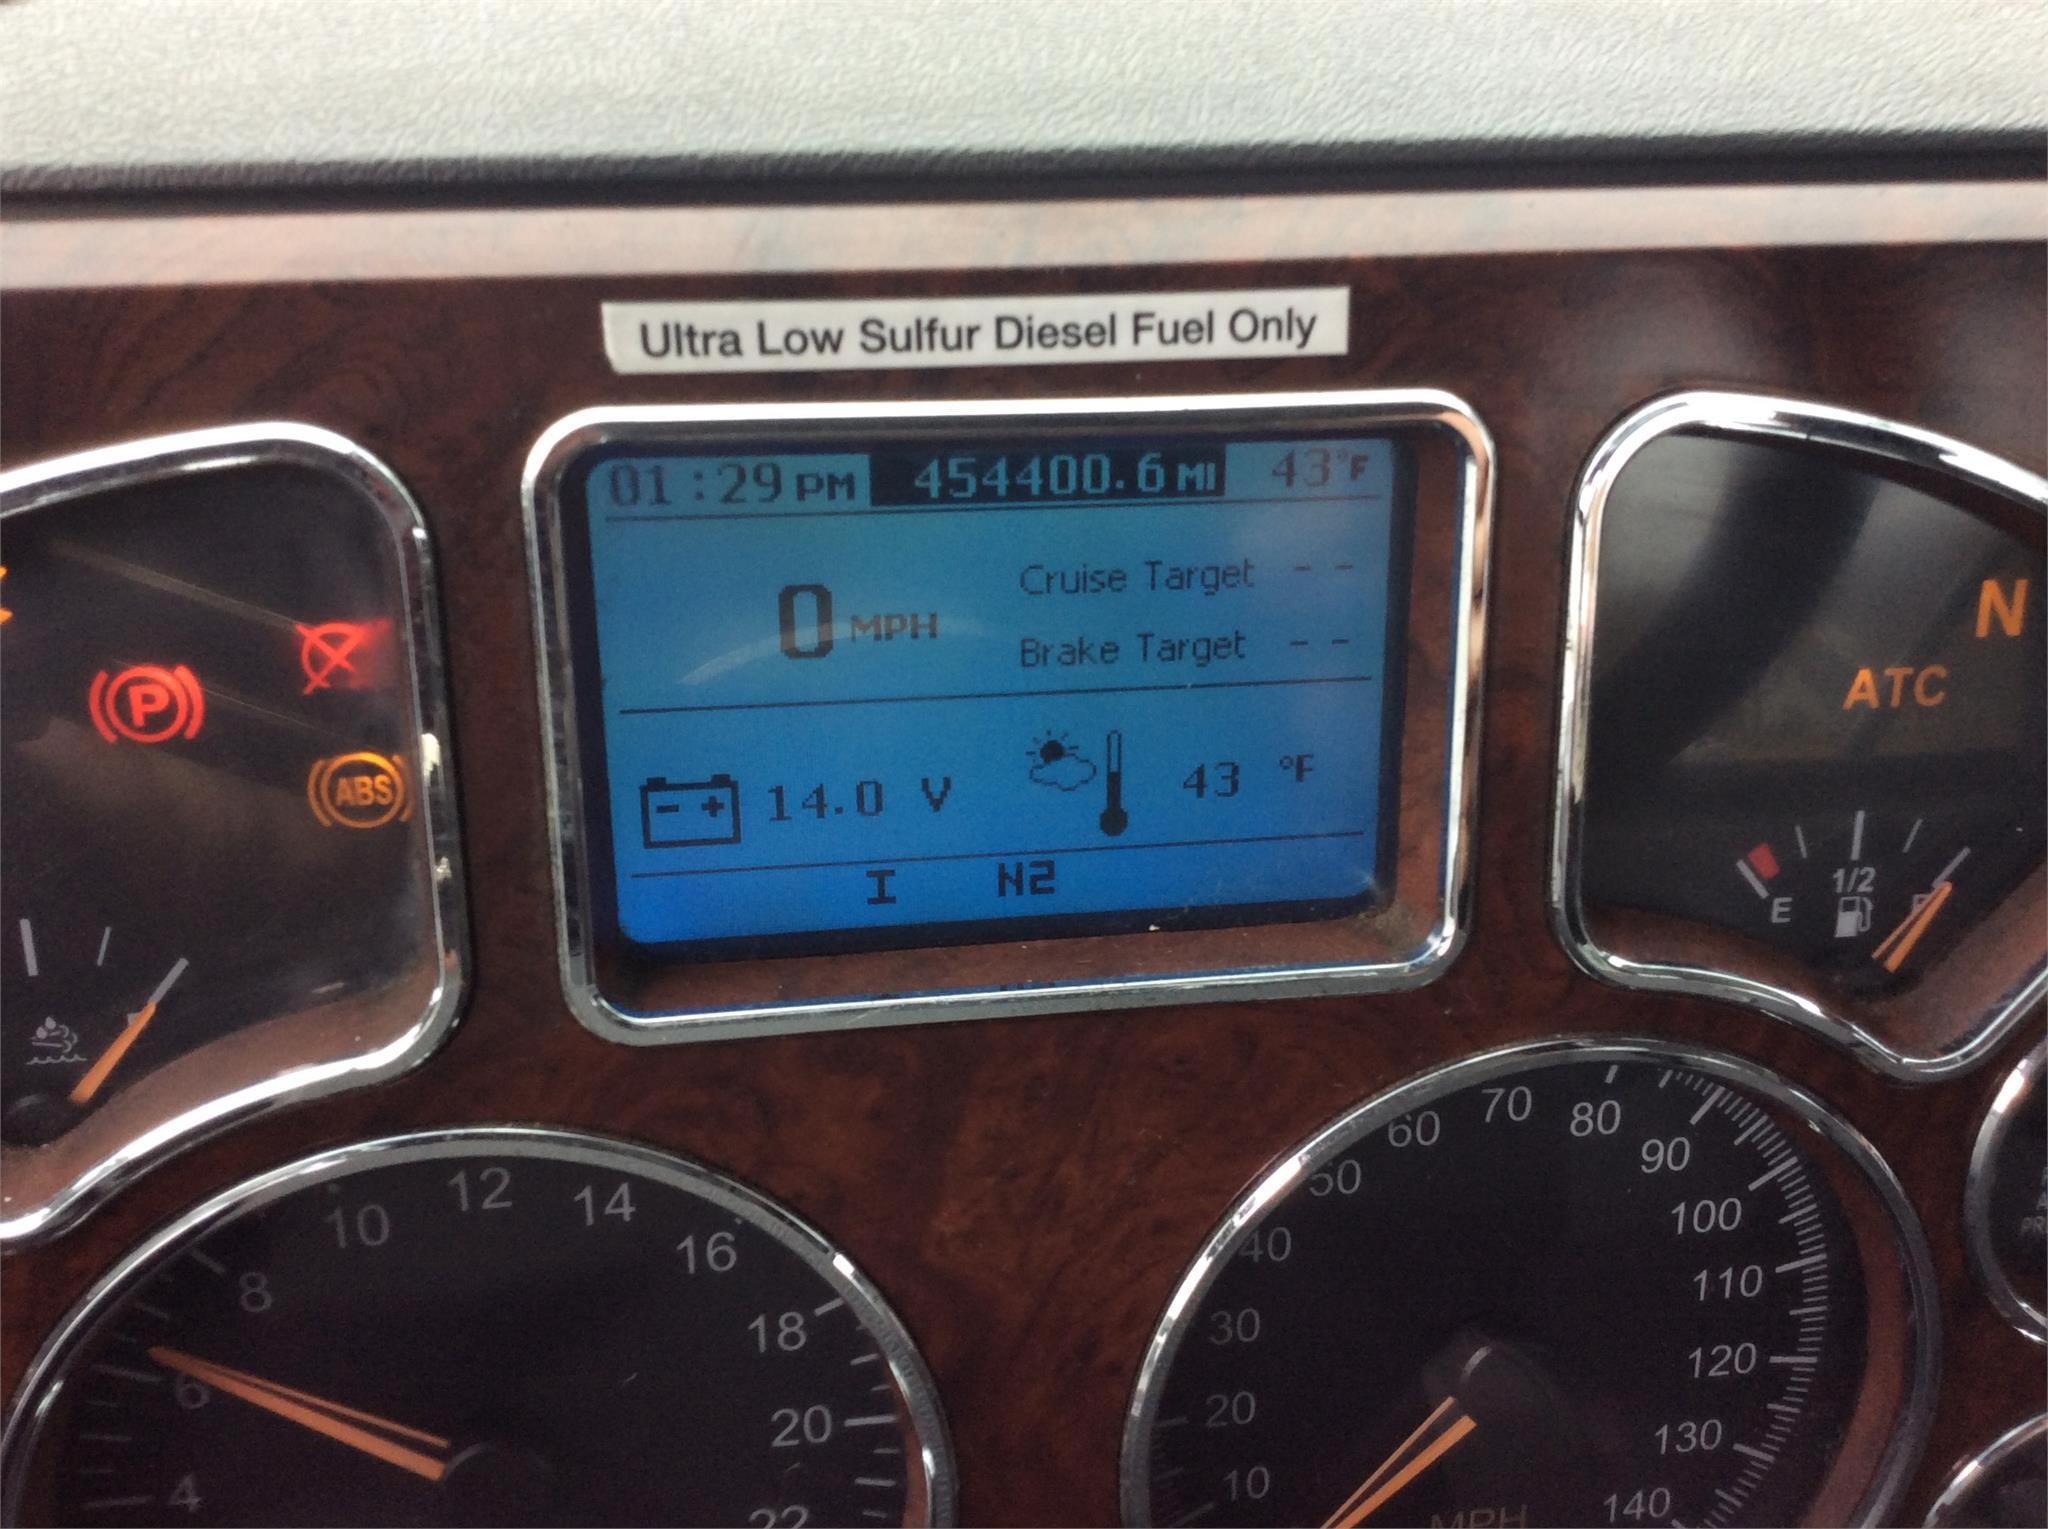 Ultra Low Sulfur Diesel Fuel Only
01:29 PM 454400.6 MI 43°F
0 MPH
Cruise Target --
Brake Target --
- + 14.0 V 43 °F
I N2
P
ABS
N
ATC
E 1/2 F
4 6 8 10 12 14 16 18 20 22
10 20 30 40 50 60 70 80 90 100 110 120 130 140
MPH